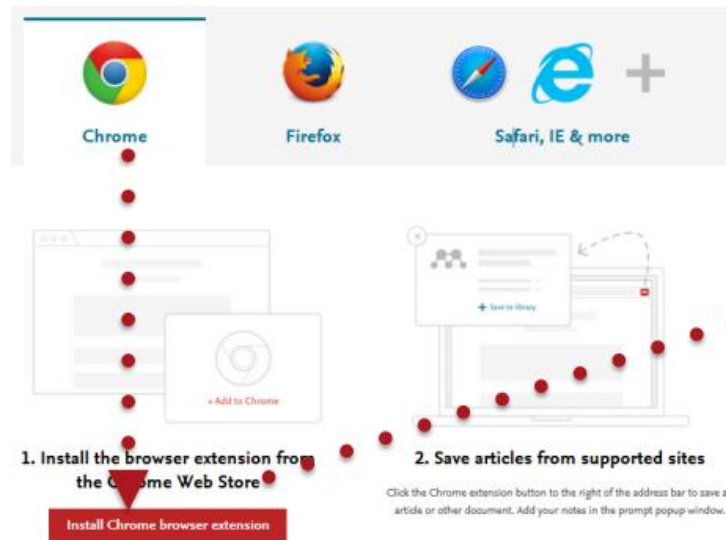 Chrome
Firefox
Safari, IE & more
+ Save to library
+ Add to Chrome
1. Install the browser extension from
the Chrome Web Store
Install Chrome browser extension
2. Save articles from supported sites
Click the Chrome extension button to the right of the address bar to save a
article or other document. Add your notes in the prompt popup window.